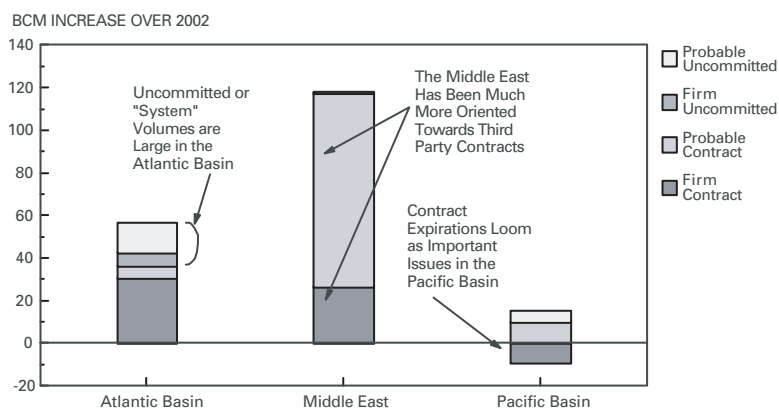 BCM INCREASE OVER 2002
140
120
100
80
60
40
20
0
-20
Uncommitted or
"System"
Volumes are
Large in the
Atlantic Basin
The Middle East
Has Been Much
More Oriented
Towards Third
Party Contracts
Contract
Expirations Loom
as Important
Issues in the
Pacific Basin
Atlantic Basin
Middle East
Pacific Basin
Probable
Uncommitted
Firm
Uncommitted
Probable
Contract
Firm
Contract